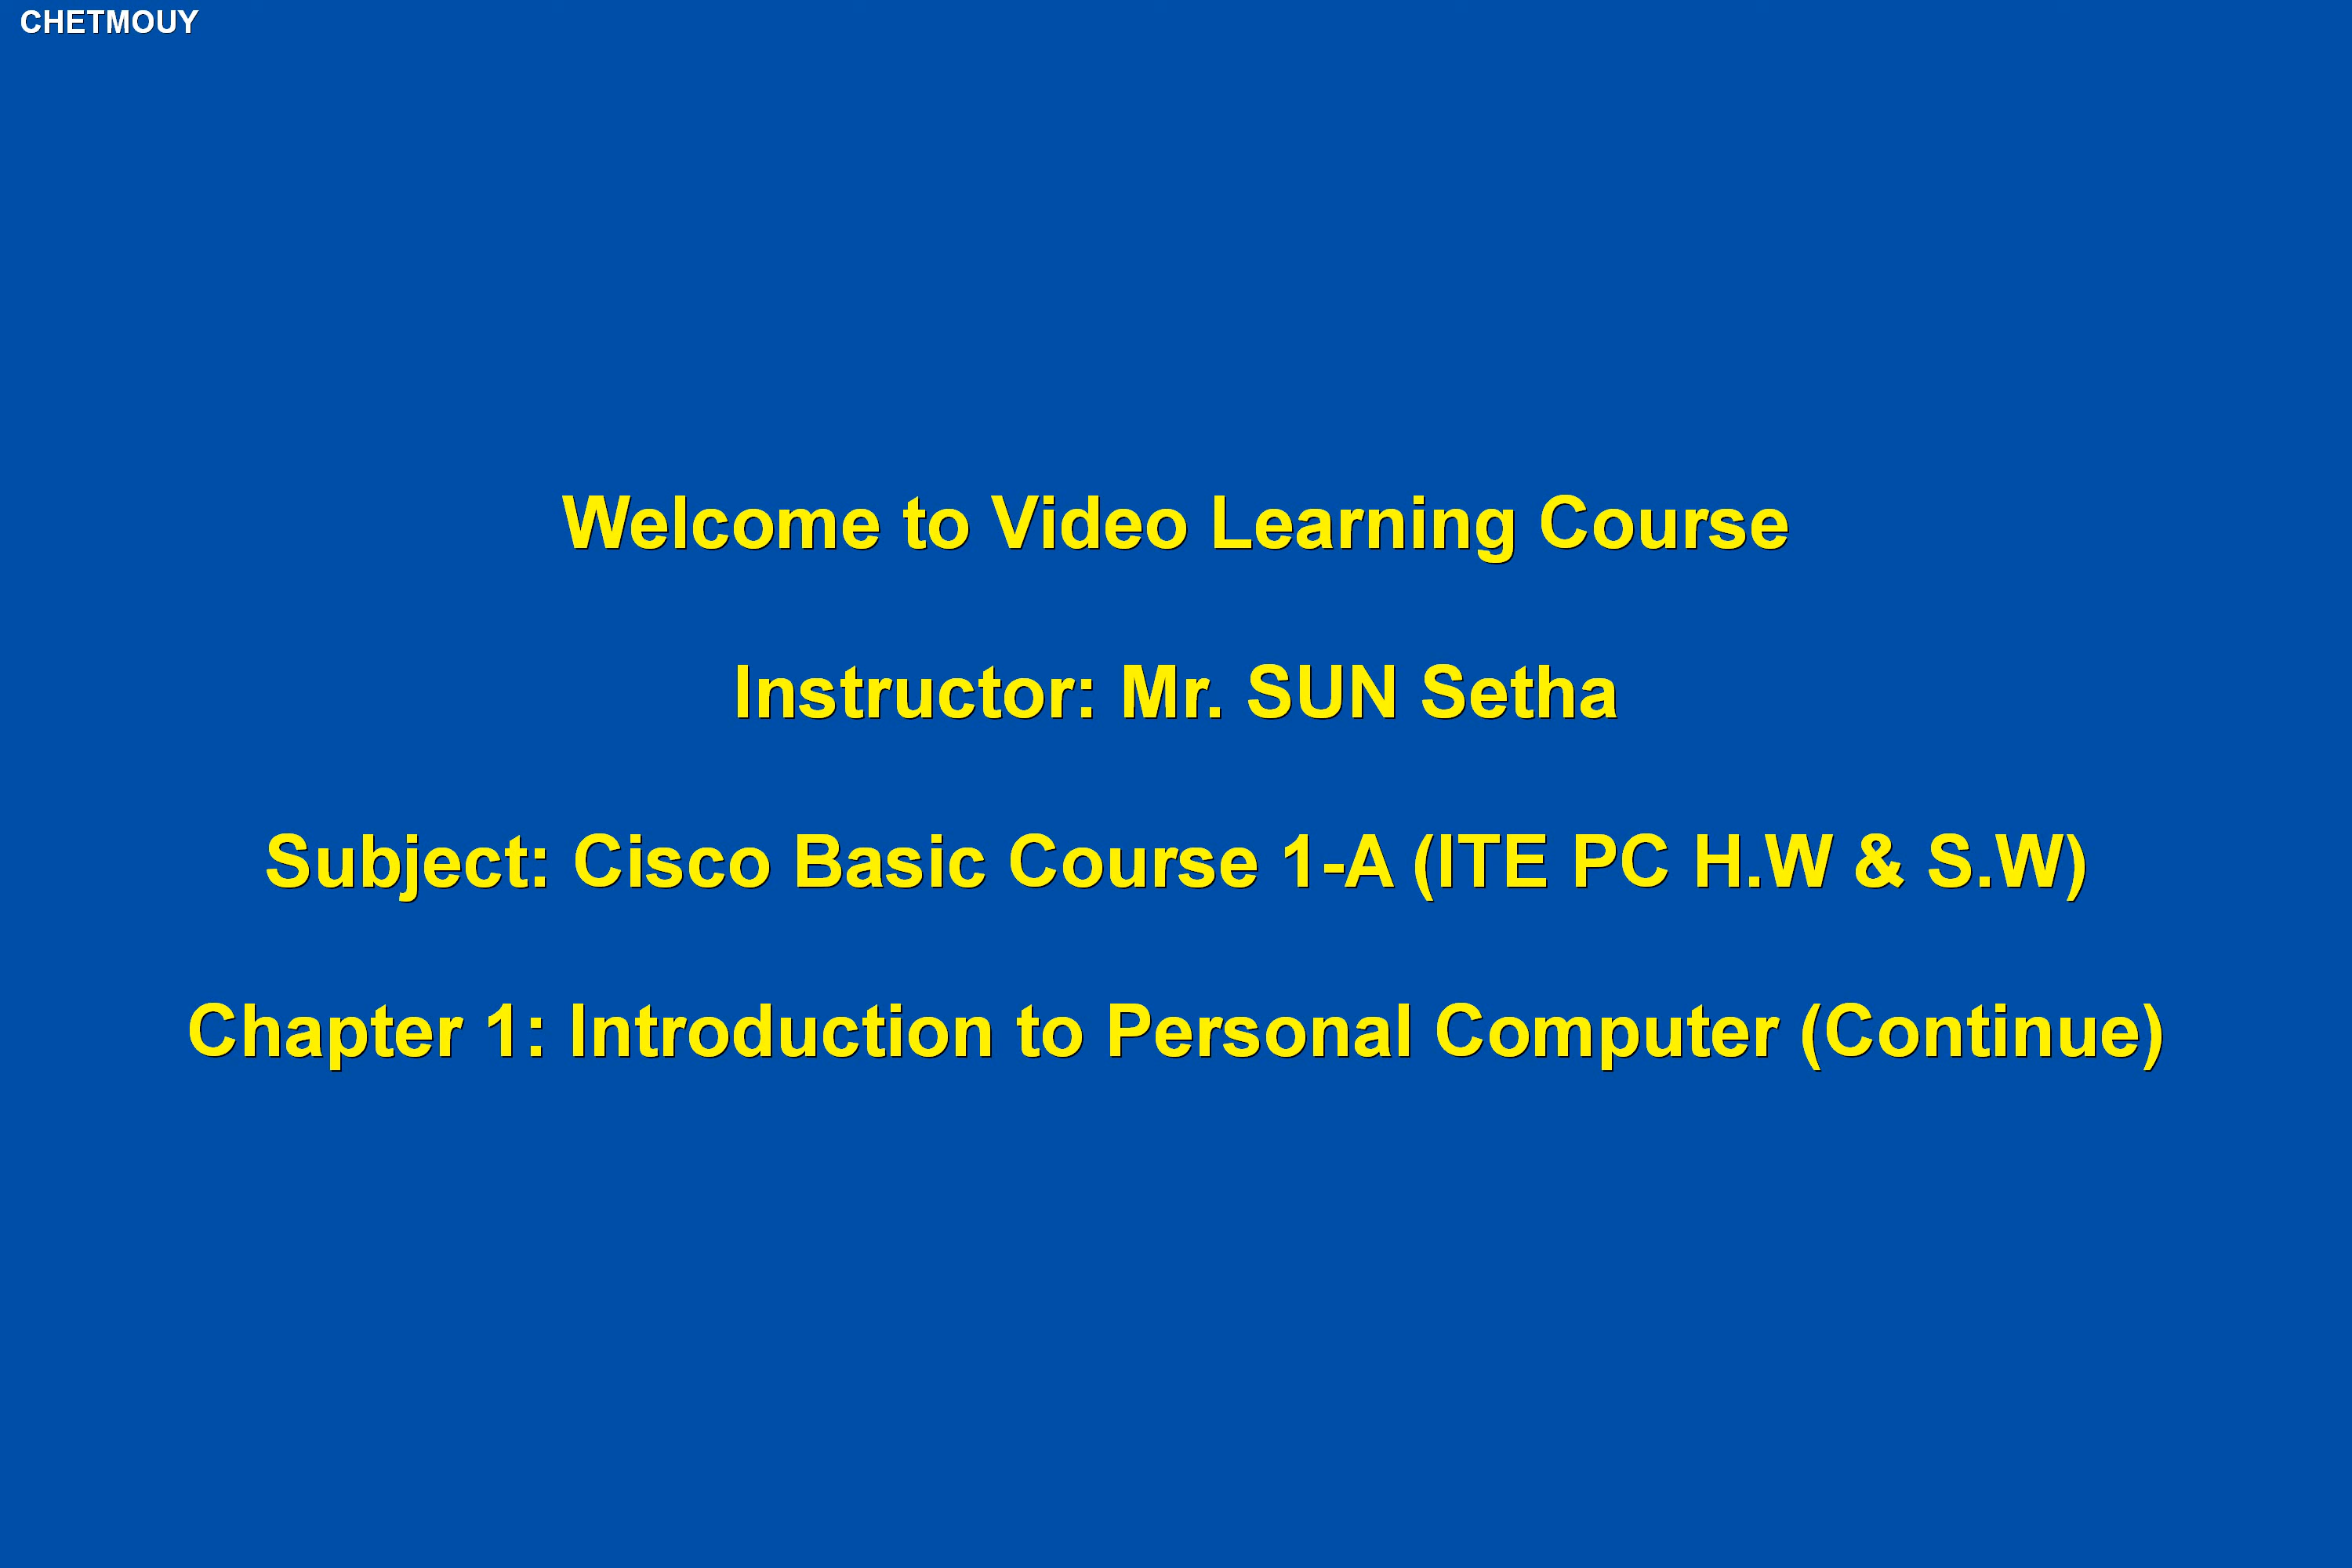 CHETMOUY
Welcome to Video Learning Course
Instructor: Mr. SUN Setha
Subject: Cisco Basic Course 1-A (ITE PC H.W & S.W)
Chapter 1: Introduction to Personal Computer (Continue)